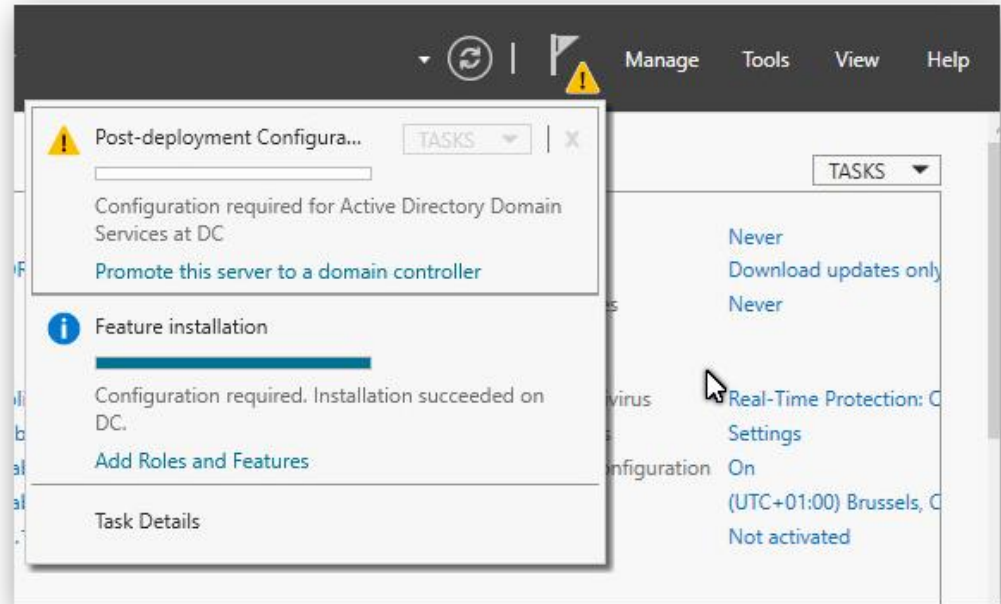 Manage Tools View Help
Post-deployment Configura... TASKS X
TASKS
Configuration required for Active Directory Domain
Services at DC
Never
Promote this server to a domain controller
Download updates only
Never
Feature installation
Configuration required. Installation succeeded on
DC.
Real-Time Protection:
Settings
Add Roles and Features
On
(UTC+01:00) Brussels,
Task Details
Not activated